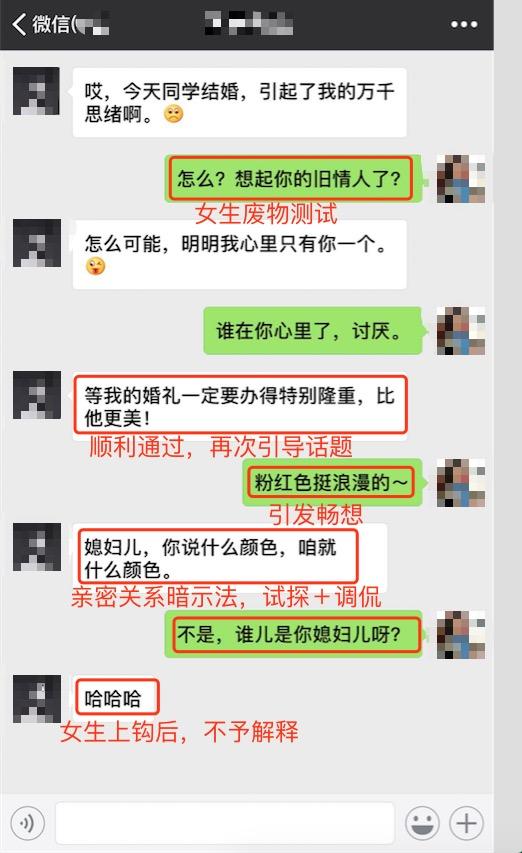 微信(
哎，今天同学结婚，引起了我的万千
思绪啊。
怎么？想起你的旧情人了？
女生废物测试
怎么可能，明明我心里只有你一个。
谁在你心里了，讨厌。
等我的婚礼一定要办得特别隆重，比
他更美！
顺利通过，再次引导话题
粉红色挺浪漫的～
引发畅想
媳妇儿，你说什么颜色，咱就
什么颜色。
亲密关系暗示法，试探＋调侃
不是，谁儿是你媳妇儿呀？
哈哈哈
女生上钩后，不予解释